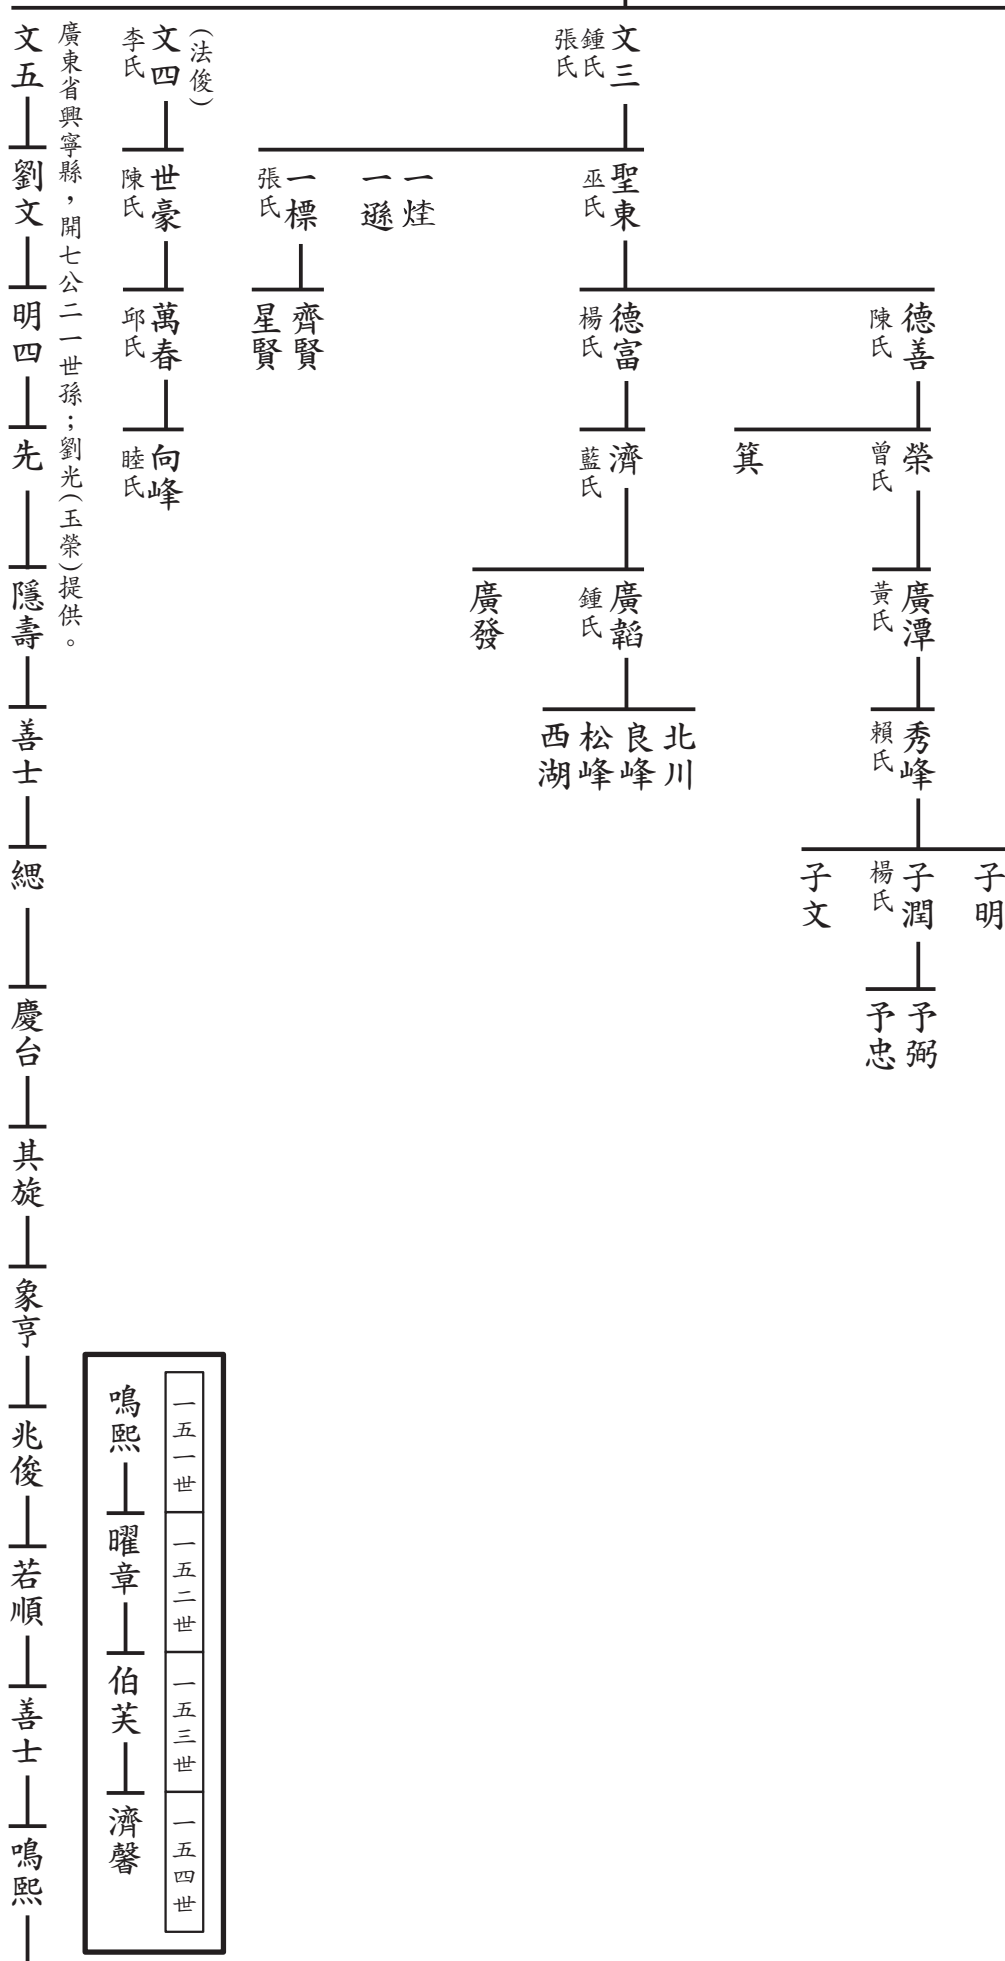 文三
鍾氏
張氏
聖東
巫氏
德善
陳氏
榮
曾氏
廣潭
黃氏
秀峰
賴氏
子明
子潤
楊氏
予弼
予忠
子文
箕
德富
楊氏
濟
藍氏
廣韜
鍾氏
北川
良峰
松峰
西湖
廣發
一烓
一遜
一標
張氏
齊賢
星賢
(法俊)
文四
李氏
世豪
陳氏
萬春
邱氏
向峰
睦氏
廣東省興寧縣，開七公二一世孫；劉光(玉榮)提供。
文五
劉文
明四
先
隱壽
善士
緦
慶台
其旋
象亨
兆俊
若順
善士
鳴熙
一五一世
一五二世
一五三世
一五四世
鳴熙
曜章
伯芙
濟馨